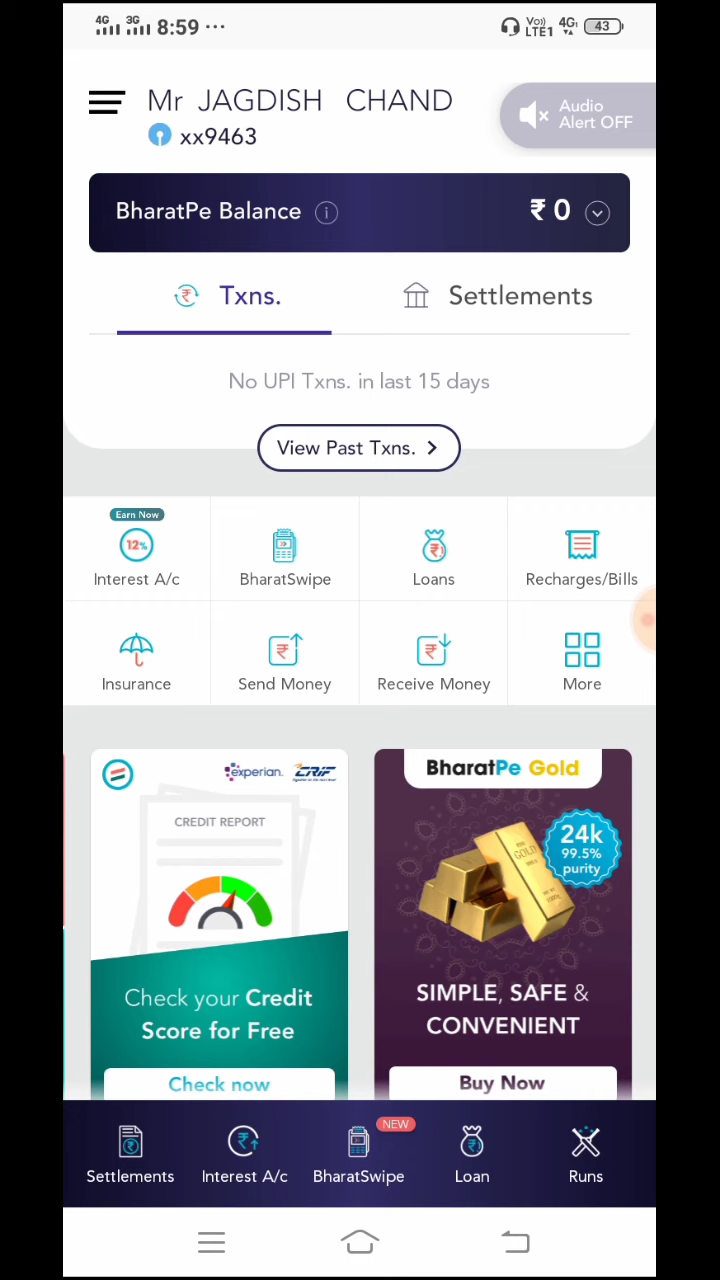 4G 3G 8:59 ... Vo) LTE1 4G 43
Mr JAGDISH CHAND
xx9463
Audio
Alert OFF
BharatPe Balance ₹ 0
Txns. Settlements
No UPI Txns. in last 15 days
View Past Txns. >
Earn Now
12%
Interest A/c BharatSwipe Loans Recharges/Bills
Insurance Send Money Receive Money More
experian. CRIF
CREDIT REPORT
Check your Credit
Score for Free
Check now
BharatPe Gold
24k
99.5%
purity
GOLD
SIMPLE, SAFE &
CONVENIENT
Buy Now
NEW
Settlements Interest A/c BharatSwipe Loan Runs